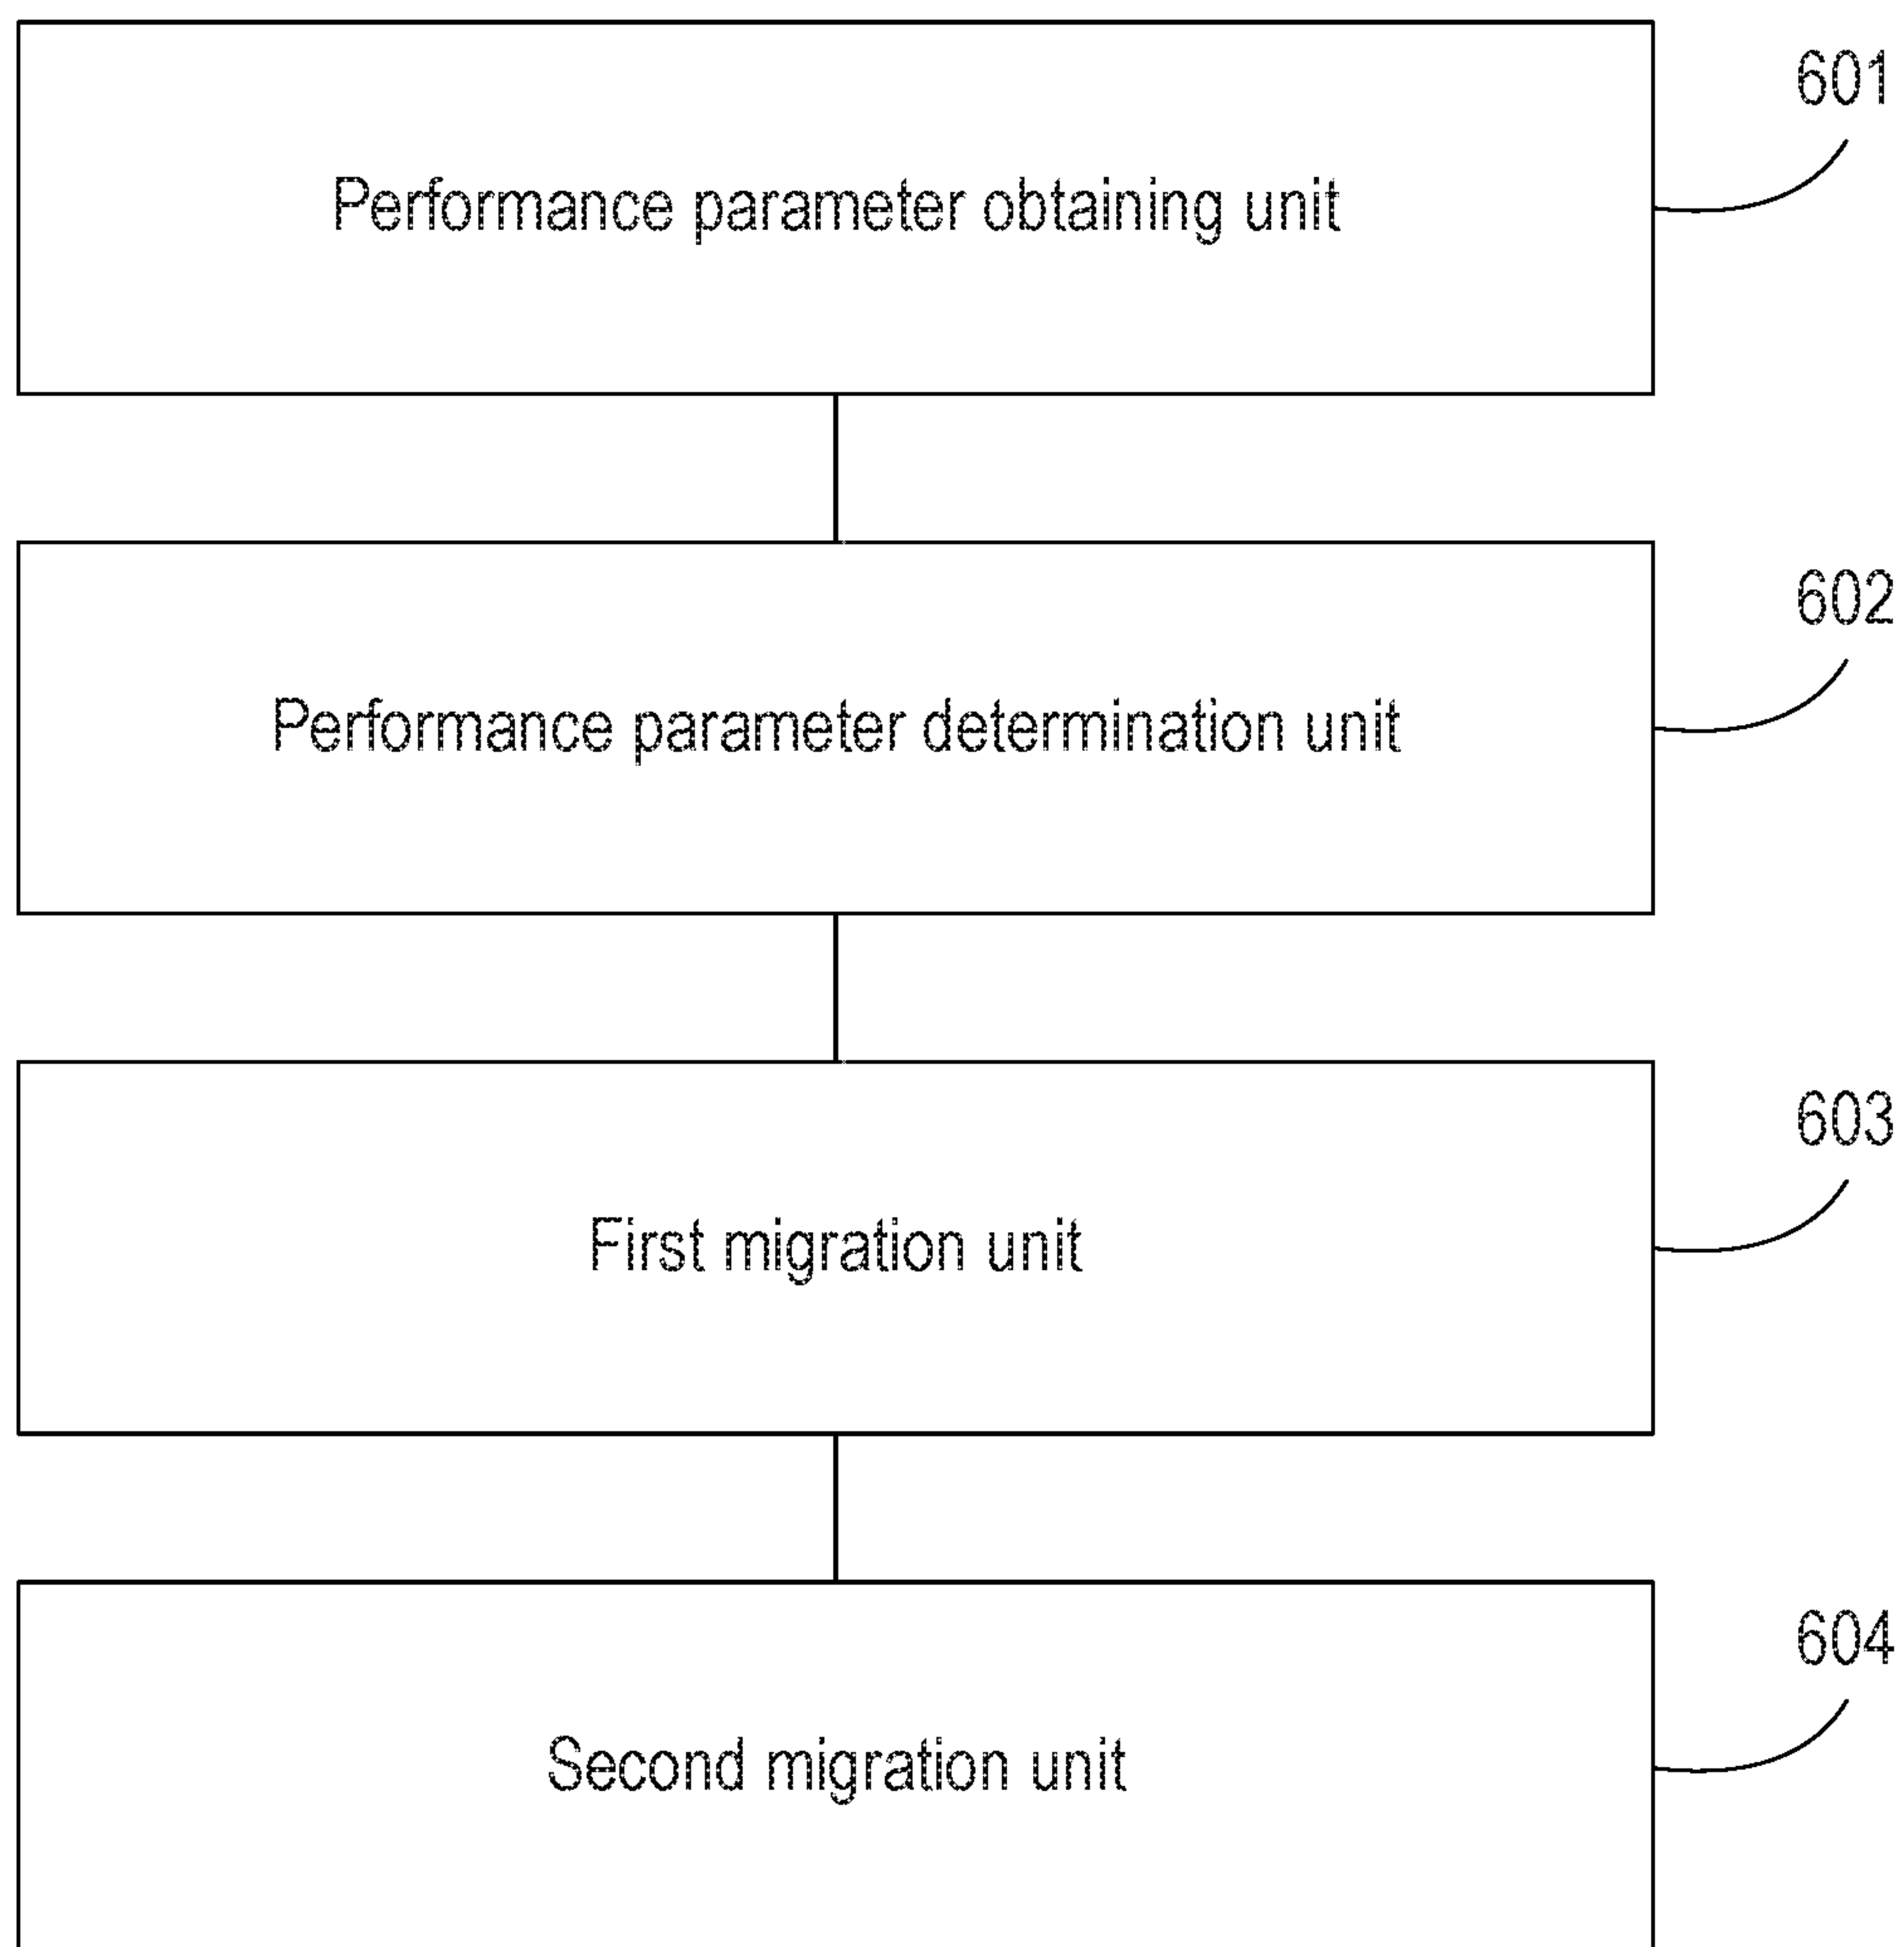 601
Performance parameter obtaining unit
602
Performance parameter determination unit
603
First migration unit
604
Second migration unit